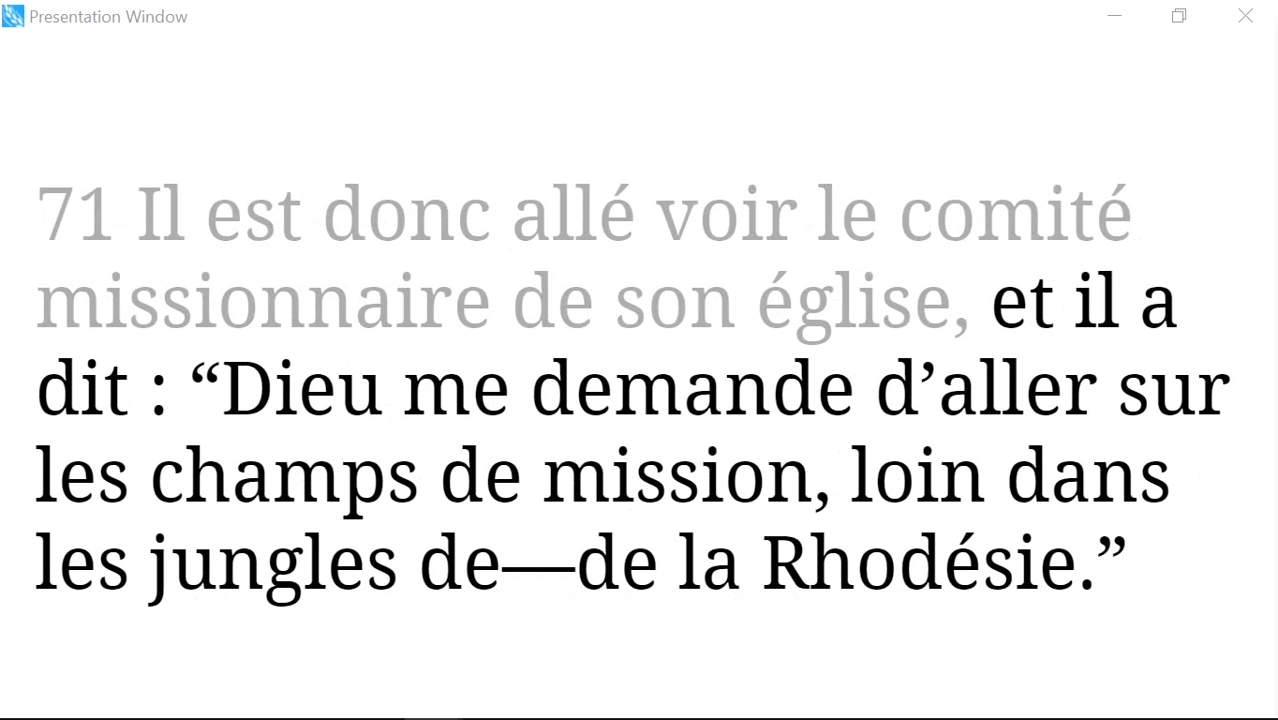 Presentation Window
71 Il est donc allé voir le comité
missionnaire de son église, et il a
dit : “Dieu me demande d’aller sur
les champs de mission, loin dans
les jungles de—de la Rhodésie.”